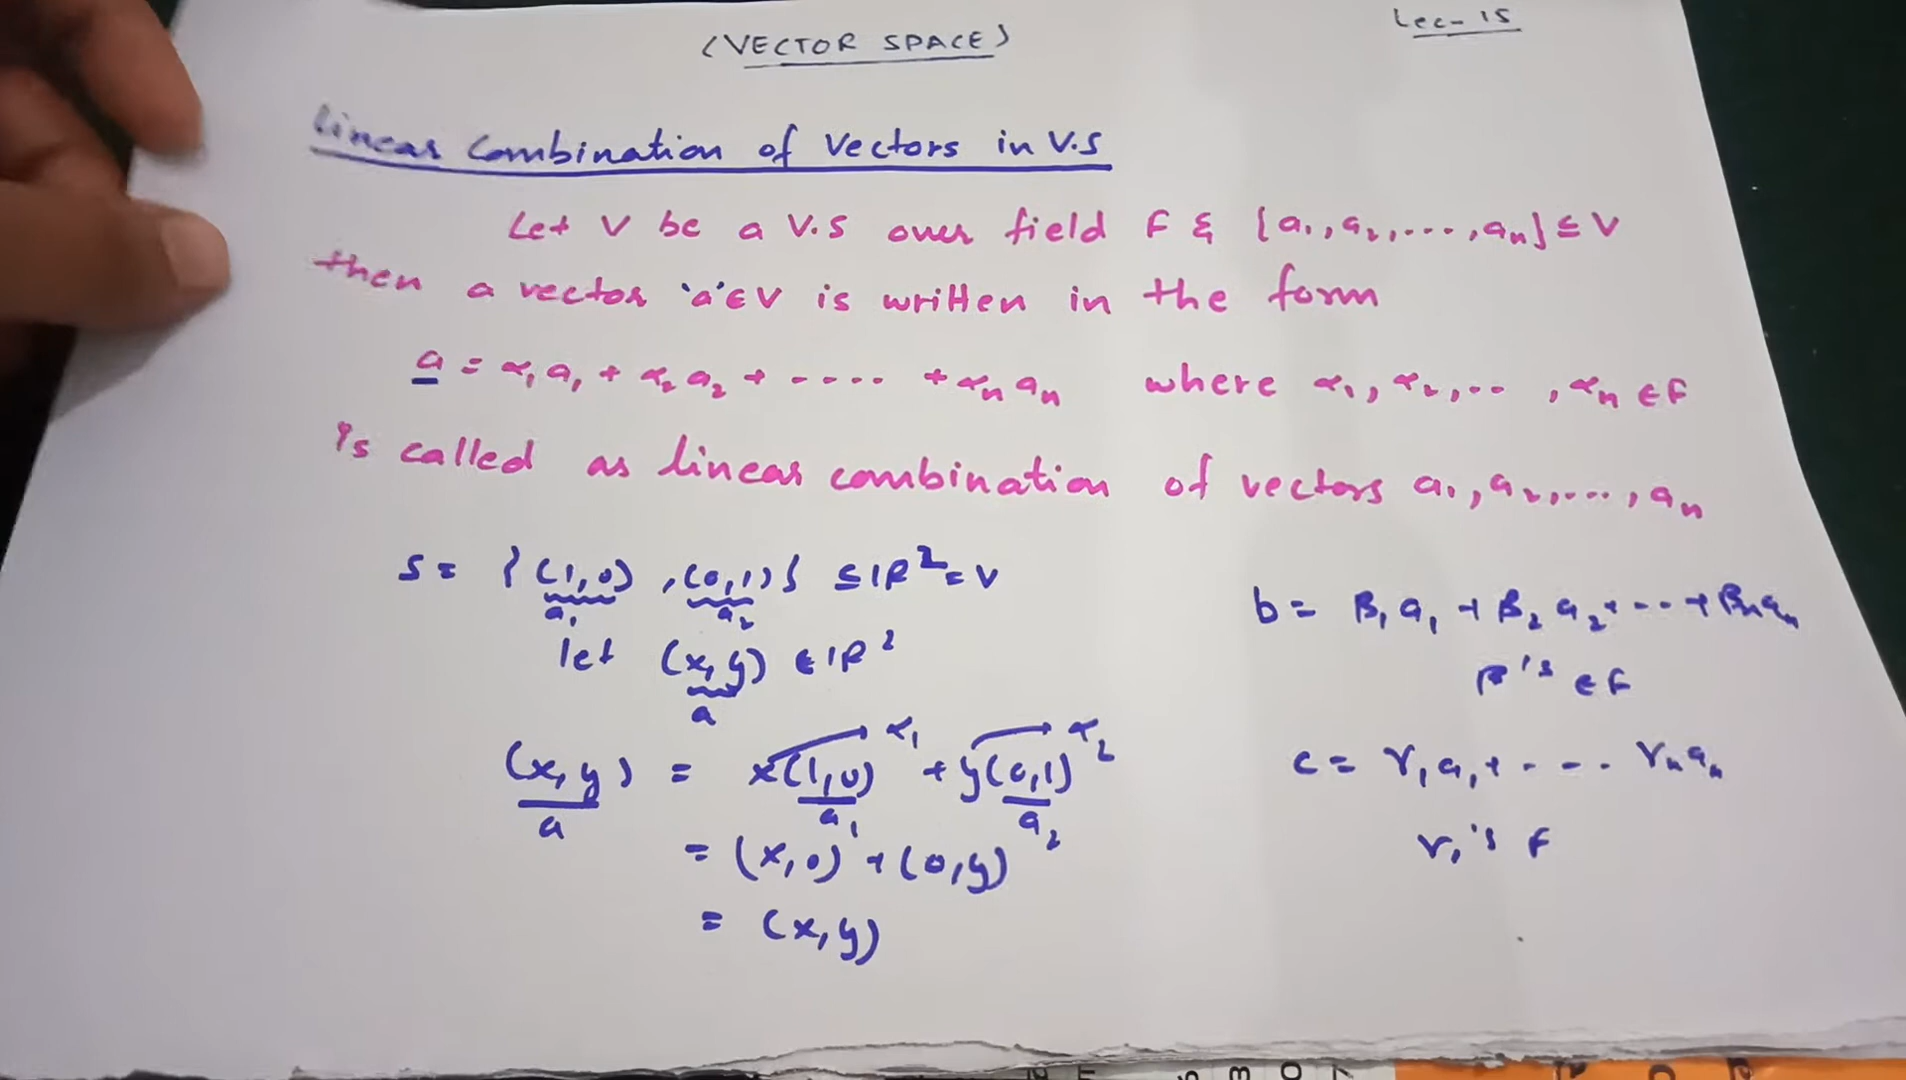 (VECTOR SPACE)
Lec-15
Linear Combination of Vectors in V.S
Let V be a V.S over field F & {a₁,a₂,....,aₙ}⊆V
then a vector 'a'∈V is written in the form
a = α₁a₁ + α₂a₂ + ---- + αₙaₙ where α₁,α₂,.. ,αₙ ∈F
Is called as linear combination of vectors a₁,a₂,...,aₙ
S = {(1,0) ,(0,1)} ⊆ℝ²=V
a₁ a₂
let (x,y) ∈ℝ²
a
α₁ α₂
(x,y) = x(1,0) + y(0,1)
a a₁ a₂
= (x,0) + (0,y)
= (x,y)
b = β₁a₁ + β₂a₂+--+βₙaₙ
β's ∈F
c = γ₁a₁+ - - - . γₙaₙ
γᵢ's F